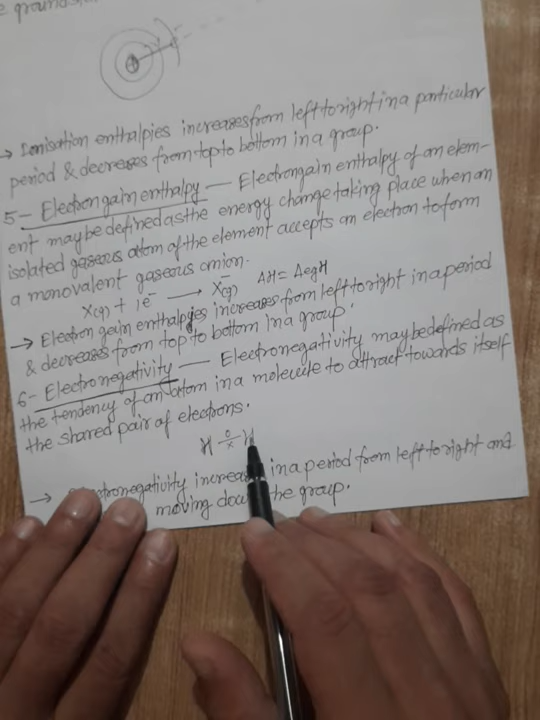 e ground
→ Ionisation enthalpies increases from left to right in a particular
period & decreases from top to bottom in a group.
5- Electron gain enthalpy — Electron gain enthalpy of an elem-
ent may be defined as the energy change taking place when an
isolated gaseous atom of the element accepts an electron to form
a monovalent gaseous anion.
X(g) + 1e⁻ → X⁻(g) ΔH = ΔegH
→ Electron gain enthalpies increases from left to right in a period
& decreases from top to bottom in a group.
6- Electronegativity — Electronegativity may be defined as
the tendency of an atom in a molecule to attract towards itself
the shared pair of electrons.
H o/x H
→ Electronegativity increases in a period from left to right and
moving down the group.